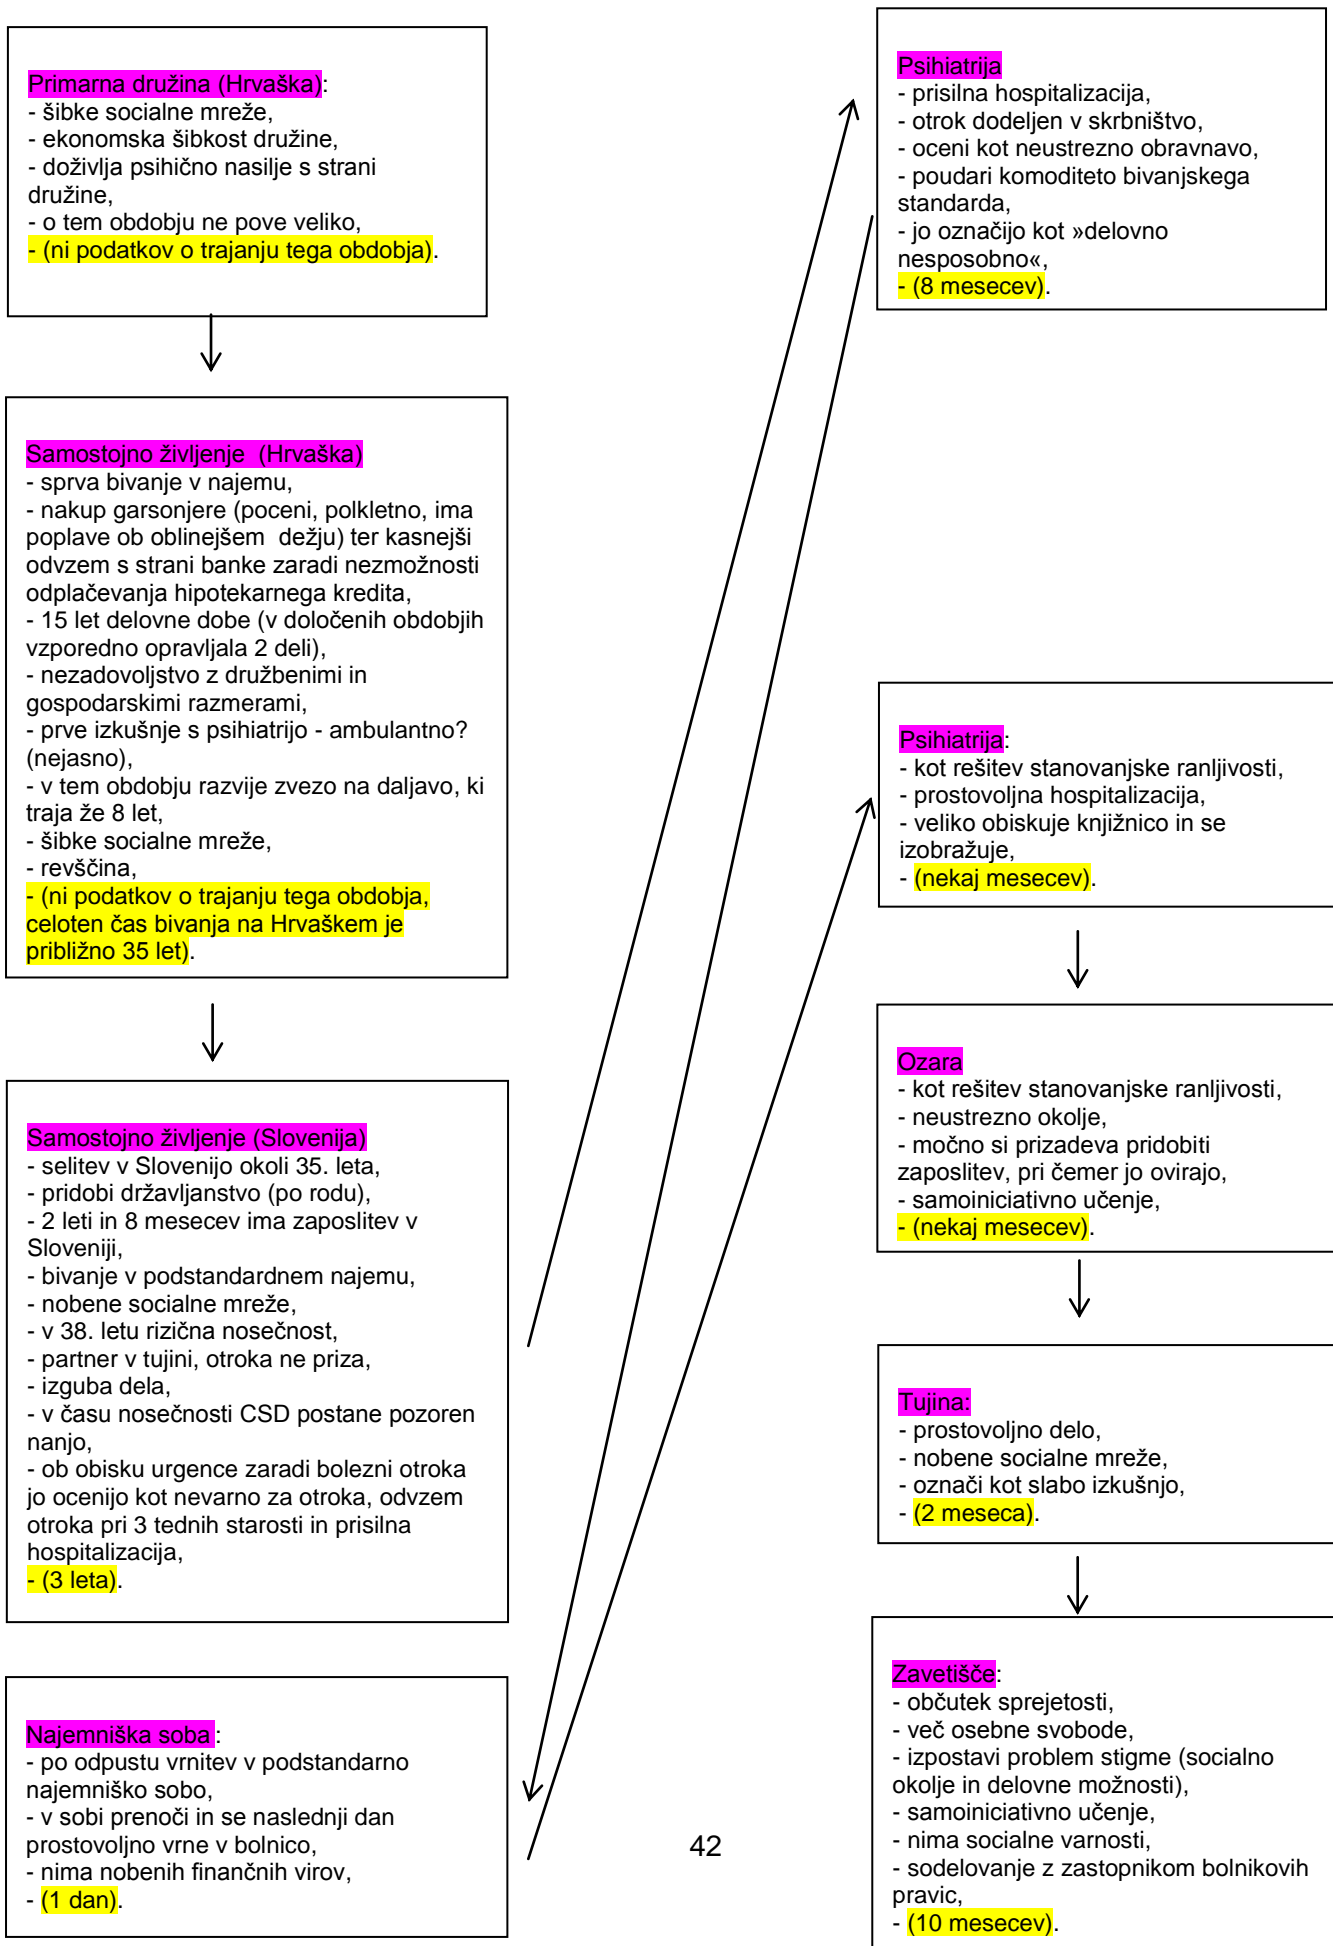 Primarna družina (Hrvaška):
- šibke socialne mreže,
- ekonomska šibkost družine,
- doživlja psihično nasilje s strani
družine,
- o tem obdobju ne pove veliko,
- (ni podatkov o trajanju tega obdobja).
Samostojno življenje (Hrvaška)
- sprva bivanje v najemu,
- nakup garsonjere (poceni, polkletno, ima
poplave ob oblinejšem dežju) ter kasnejši
odvzem s strani banke zaradi nezmožnosti
odplačevanja hipotekarnega kredita,
- 15 let delovne dobe (v določenih obdobjih
vzporedno opravljala 2 deli),
- nezadovoljstvo z družbenimi in
gospodarskimi razmerami,
- prve izkušnje s psihiatrijo - ambulantno?
(nejasno),
- v tem obdobju razvije zvezo na daljavo, ki
traja že 8 let,
- šibke socialne mreže,
- revščina,
- (ni podatkov o trajanju tega obdobja,
celoten čas bivanja na Hrvaškem je
približno 35 let).
Samostojno življenje (Slovenija)
- selitev v Slovenijo okoli 35. leta,
- pridobi državljanstvo (po rodu),
- 2 leti in 8 mesecev ima zaposlitev v
Sloveniji,
- bivanje v podstandardnem najemu,
- nobene socialne mreže,
- v 38. letu rizična nosečnost,
- partner v tujini, otroka ne priza,
- izguba dela,
- v času nosečnosti CSD postane pozoren
nanjo,
- ob obisku urgence zaradi bolezni otroka
jo ocenijo kot nevarno za otroka, odvzem
otroka pri 3 tednih starosti in prisilna
hospitalizacija,
- (3 leta).
Najemniška soba :
- po odpustu vrnitev v podstandarno
najemniško sobo,
- v sobi prenoči in se naslednji dan
prostovoljno vrne v bolnico,
- nima nobenih finančnih virov,
- (1 dan).
Psihiatrija
- prisilna hospitalizacija,
- otrok dodeljen v skrbništvo,
- oceni kot neustrezno obravnavo,
- poudari komoditeto bivanjskega
standarda,
- jo označijo kot »delovno
nesposobno«,
- (8 mesecev).
Psihiatrija:
- kot rešitev stanovanjske ranljivosti,
- prostovoljna hospitalizacija,
- veliko obiskuje knjižnico in se
izobražuje,
- (nekaj mesecev).
Ozara
- kot rešitev stanovanjske ranljivosti,
- neustrezno okolje,
- močno si prizadeva pridobiti
zaposlitev, pri čemer jo ovirajo,
- samoiniciativno učenje,
- (nekaj mesecev).
Tujina:
- prostovoljno delo,
- nobene socialne mreže,
- označi kot slabo izkušnjo,
- (2 meseca).
Zavetišče:
- občutek sprejetosti,
- več osebne svobode,
- izpostavi problem stigme (socialno
okolje in delovne možnosti),
- samoiniciativno učenje,
- nima socialne varnosti,
- sodelovanje z zastopnikom bolnikovih
pravic,
- (10 mesecev).
42